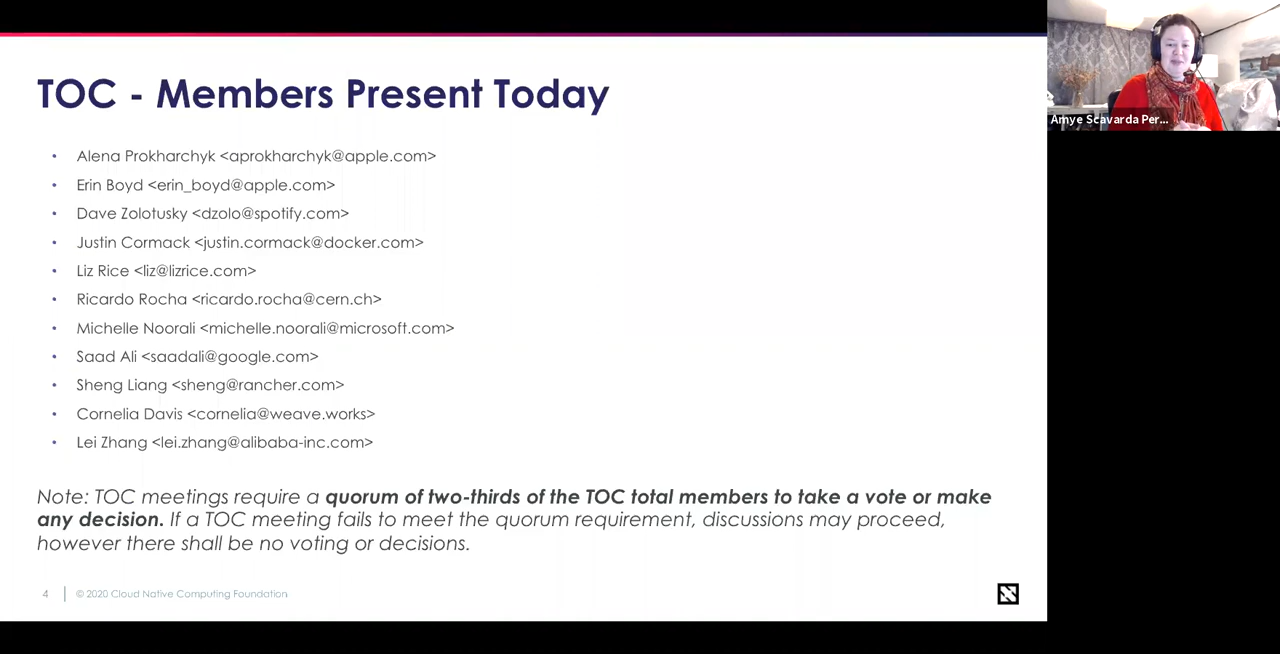 TOC - Members Present Today
Amye Scavarda Per...
• Alena Prokharchyk <aprokharchyk@apple.com>
• Erin Boyd <erin_boyd@apple.com>
• Dave Zolotusky <dzolo@spotify.com>
• Justin Cormack <justin.cormack@docker.com>
• Liz Rice <liz@lizrice.com>
• Ricardo Rocha <ricardo.rocha@cern.ch>
• Michelle Noorali <michelle.noorali@microsoft.com>
• Saad Ali <saadali@google.com>
• Sheng Liang <sheng@rancher.com>
• Cornelia Davis <cornelia@weave.works>
• Lei Zhang <lei.zhang@alibaba-inc.com>
Note: TOC meetings require a quorum of two-thirds of the TOC total members to take a vote or make
any decision. If a TOC meeting fails to meet the quorum requirement, discussions may proceed,
however there shall be no voting or decisions.
4 © 2020 Cloud Native Computing Foundation